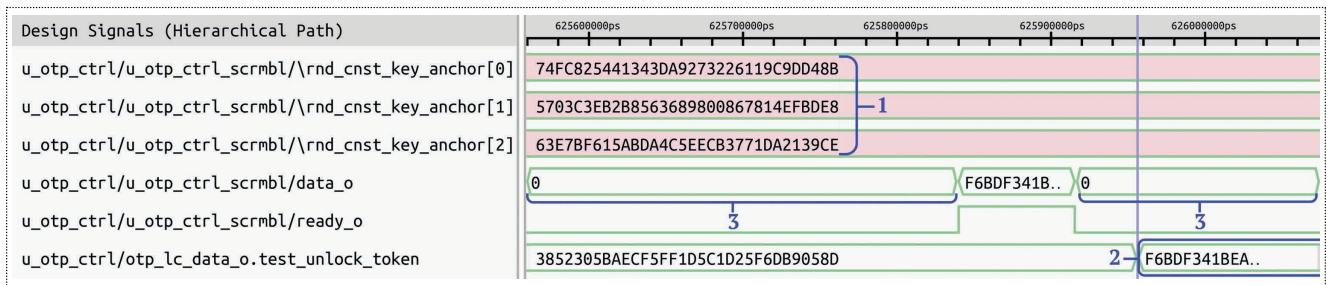 Design Signals (Hierarchical Path) 625600000ps 625700000ps 625800000ps 625900000ps 626000000ps
u_otp_ctrl/u_otp_ctrl_scrmbl/\rnd_cnst_key_anchor[0] 74FC825441343DA9273226119C9DD48B
u_otp_ctrl/u_otp_ctrl_scrmbl/\rnd_cnst_key_anchor[1] 5703C3EB2B8563689800867814EFBDE8 1
u_otp_ctrl/u_otp_ctrl_scrmbl/\rnd_cnst_key_anchor[2] 63E7BF615ABDA4C5EECB3771DA2139CE
u_otp_ctrl/u_otp_ctrl_scrmbl/data_o 0 F6BDF341B.. 0
u_otp_ctrl/u_otp_ctrl_scrmbl/ready_o 3 3
u_otp_ctrl/otp_lc_data_o.test_unlock_token 3852305BAECF5FF1D5C1D25F6DB9058D 2 F6BDF341BEA..